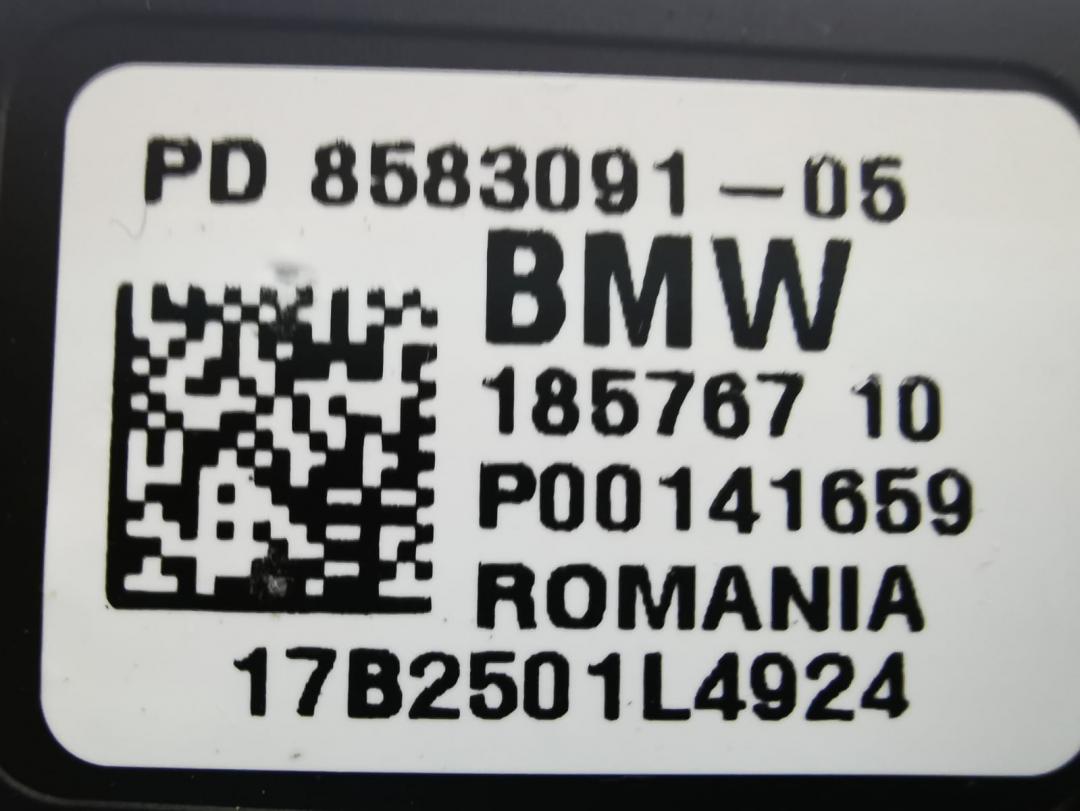 PD 8583091-05
BMW
185767 10
P00141659
ROMANIA
17B2501L4924